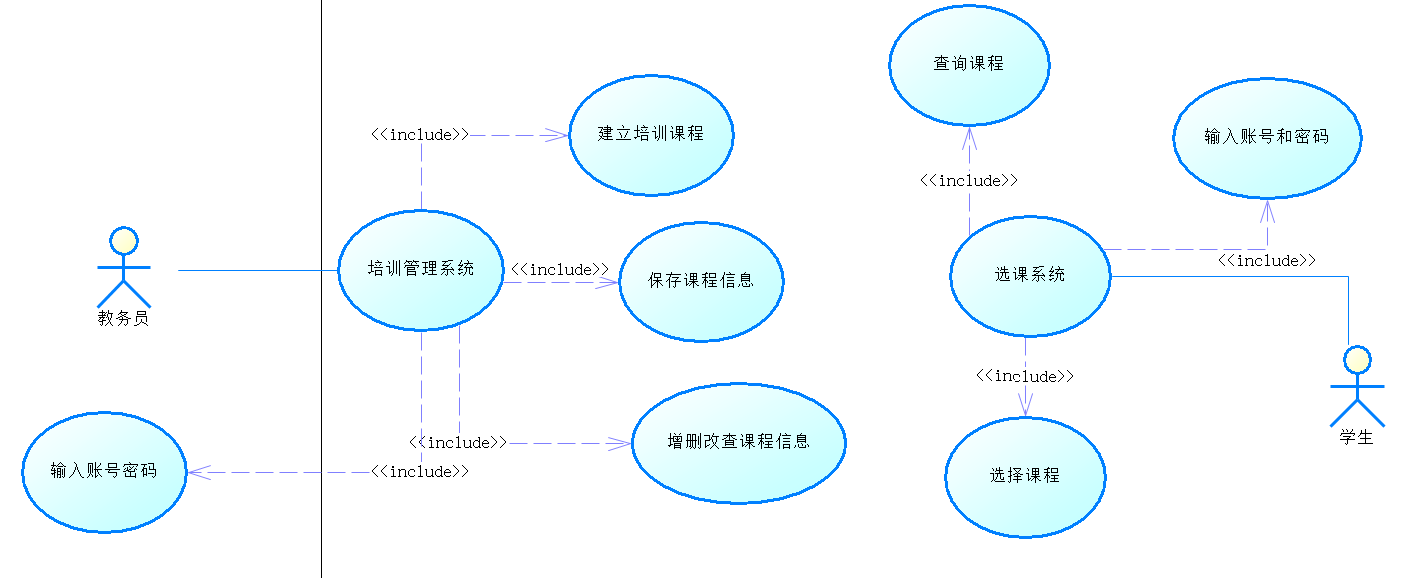 查询课程
<<include>>
建立培训课程
输入账号和密码
<<include>>
培训管理系统
<<include>>
保存课程信息
选课系统
<<include>>
教务员
<<include>>
增删改查课程信息
<<include>>
输入账号密码
<<include>>
选择课程
学生